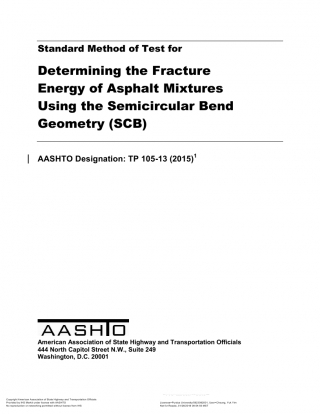 Standard Method of Test for
Determining the Fracture
Energy of Asphalt Mixtures
Using the Semicircular Bend
Geometry (SCB)
AASHTO Designation: TP 105-13 (2015)1
AASHTO
American Association of State Highway and Transportation Officials
444 North Capitol Street N.W., Suite 249
Washington, D.C. 20001